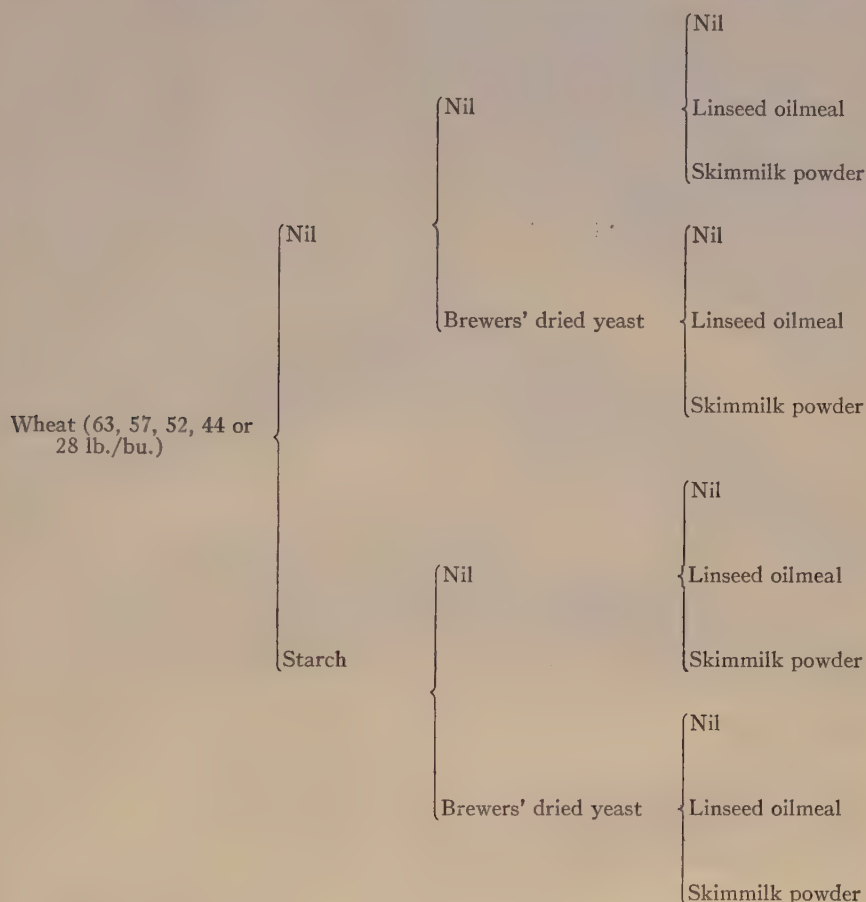 Nil
Nil
Linseed oilmeal
Skimmilk powder
Nil
Nil
Brewers' dried yeast
Linseed oilmeal
Skimmilk powder
Wheat (63, 57, 52, 44 or
28 lb./bu.)
Nil
Nil
Linseed oilmeal
Starch
Skimmilk powder
Nil
Brewers' dried yeast
Linseed oilmeal
Skimmilk powder